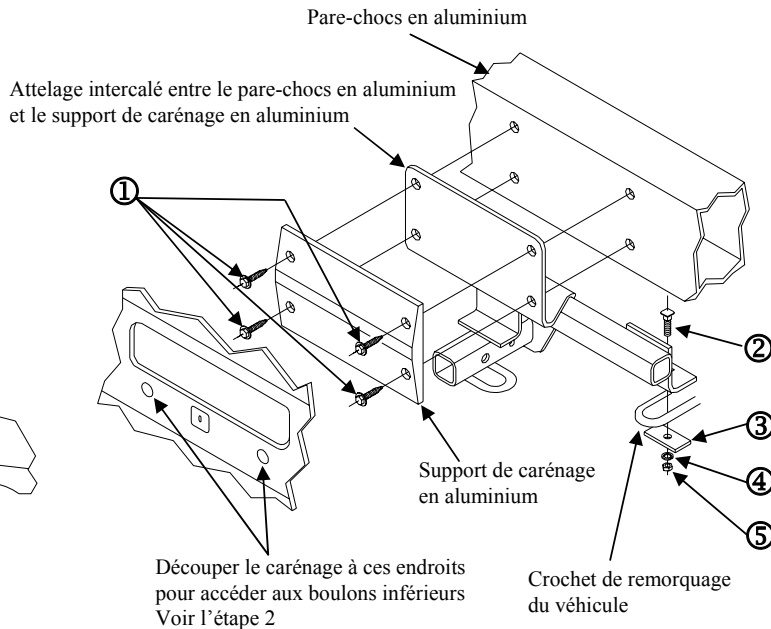 Pare-chocs en aluminium
Attelage intercalé entre le pare-chocs en aluminium
et le support de carénage en aluminium
①
②
③
④
⑤
Support de carénage
en aluminium
Découper le carénage à ces endroits
pour accéder aux boulons inférieurs
Voir l’étape 2
Crochet de remorquage
du véhicule